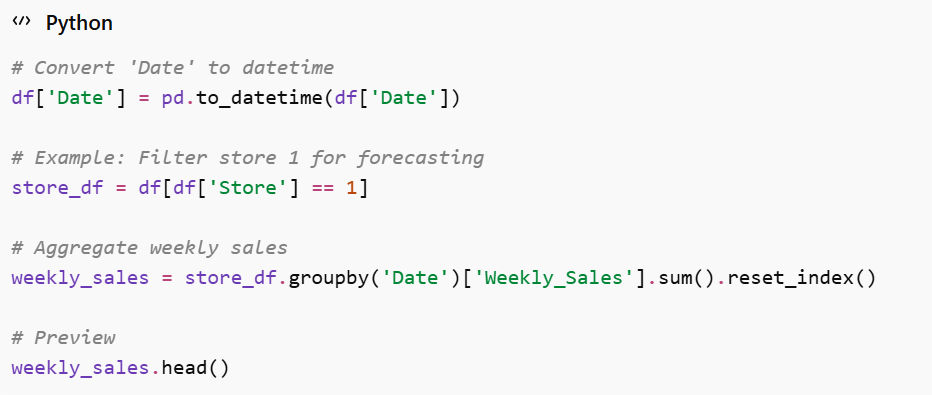 Python
# Convert 'Date' to datetime
df['Date'] = pd.to_datetime(df['Date'])
# Example: Filter store 1 for forecasting
store_df = df[df['Store'] == 1]
# Aggregate weekly sales
weekly_sales = store_df.groupby('Date')['Weekly_Sales'].sum().reset_index()
# Preview
weekly_sales.head()